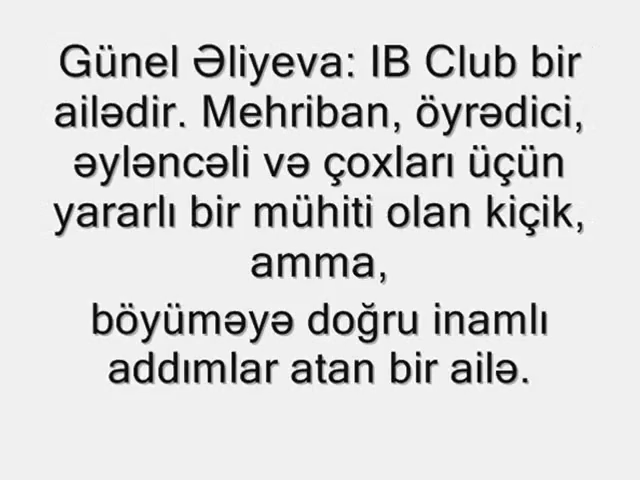 Günel Əliyeva: IB Club bir
ailədir. Mehriban, öyrədici,
əyləncəli və çoxları üçün
yararlı bir mühiti olan kiçik,
amma,
böyüməyə doğru inamlı
addımlar atan bir ailə.